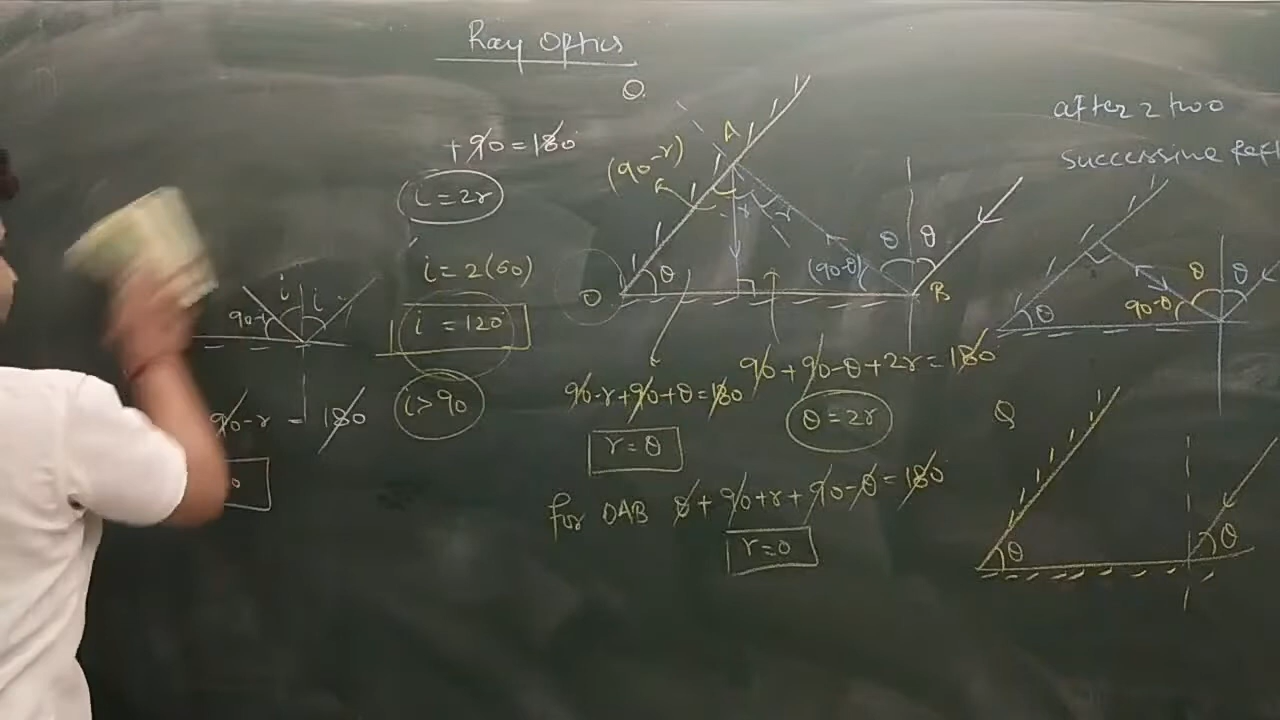 Ray Optics
Q.
+90=180°
i=2r
i=2(60)
i = 120°
i>90
90-i
i
i
90-r = 180
A
(90-r)
r
r
θ
O
θ
θ
(90-θ)
B
90-r+90+θ=180
r=θ
90+90-θ+2r=180°
θ=2r
for OAB θ+90+r+90-θ=180°
r=0
after 2 two
successive refl
θ
90-θ
θ
θ
Q
θ
θ